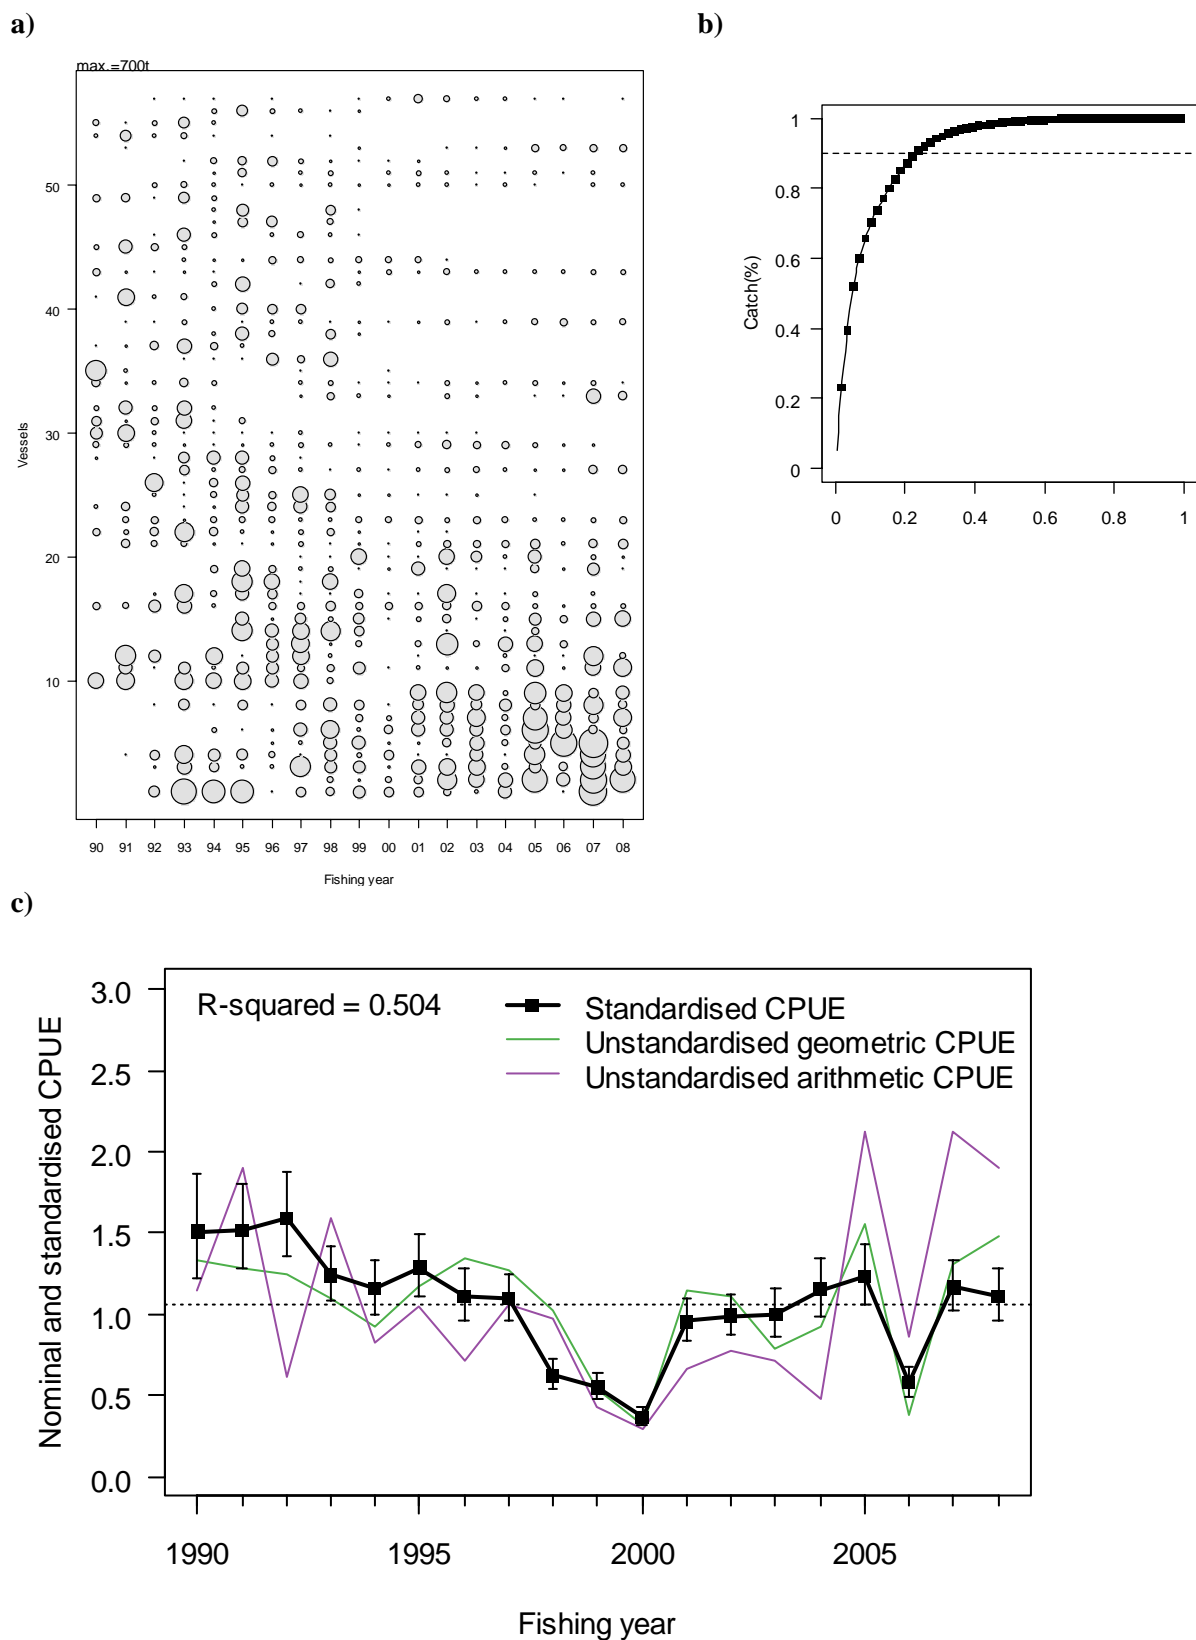 a)
b)
max.=700t
50
40
30
20
10
Vessels
90 91 92 93 94 95 96 97 98 99 00 01 02 03 04 05 06 07 08
Fishing year
1
0.8
0.6
0.4
0.2
0
Catch(%)
0 0.2 0.4 0.6 0.8 1
c)
R-squared = 0.504
Standardised CPUE
Unstandardised geometric CPUE
Unstandardised arithmetic CPUE
3.0
2.5
2.0
1.5
1.0
0.5
0.0
Nominal and standardised CPUE
1990 1995 2000 2005
Fishing year